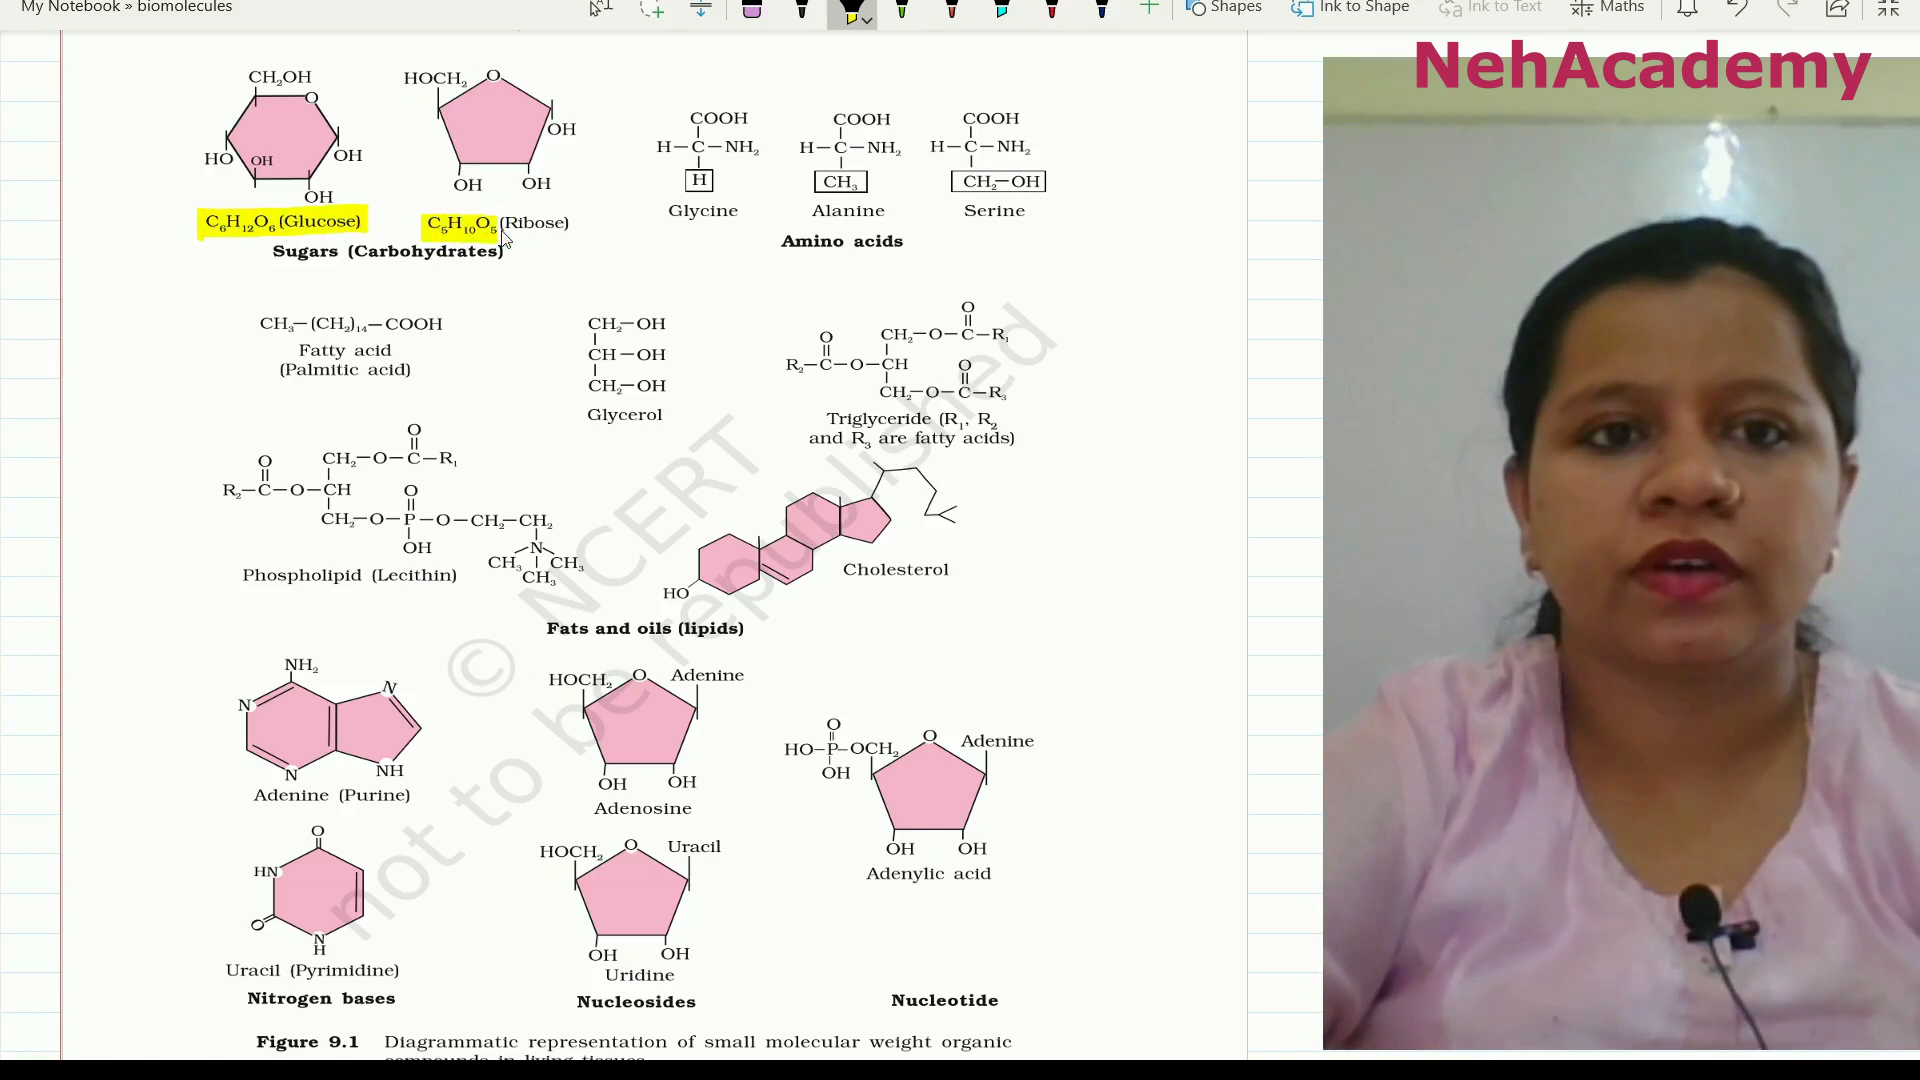 My Notebook » biomolecules
Shapes
Ink to Shape
Ink to Text
Maths
NehAcademy
CH₂OH
O
HO
OH
OH
OH
C₆H₁₂O₆ (Glucose)
HOCH₂
O
OH
OH
OH
C₅H₁₀O₅ (Ribose)
Sugars (Carbohydrates)
COOH
H—C—NH₂
H
Glycine
COOH
H—C—NH₂
CH₃
Alanine
COOH
H—C—NH₂
CH₂—OH
Serine
Amino acids
CH₃—(CH₂)₁₄—COOH
Fatty acid
(Palmitic acid)
CH₂—OH
CH—OH
CH₂—OH
Glycerol
O
CH₂—O—C—R₁
O
R₂—C—O—CH
O
CH₂—O—C—R₃
Triglyceride (R₁, R₂
and R₃ are fatty acids)
O
CH₂—O—C—R₁
O
R₂—C—O—CH
O
CH₂—O—P—O—CH₂—CH₂
OH
N
CH₃ CH₃
CH₃
Phospholipid (Lecithin)
HO
Cholesterol
Fats and oils (lipids)
NH₂
N
N
N
NH
Adenine (Purine)
HOCH₂
O
Adenine
OH
OH
Adenosine
O
HO—P—OCH₂
OH
O
Adenine
OH
OH
Adenylic acid
O
HN
O
N
H
Uracil (Pyrimidine)
Nitrogen bases
HOCH₂
O
Uracil
OH
OH
Uridine
Nucleosides
Nucleotide
© NCERT
not to be republished
Figure 9.1 Diagrammatic representation of small molecular weight organic
compounds in living tissues